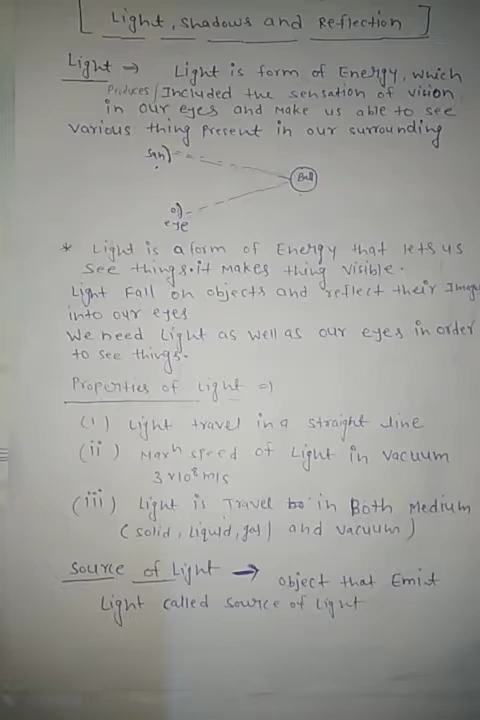 Light, Shadows and Reflection
Light → Light is form of Energy, which
Produces/Included the sensation of vision
in our eyes and Make us able to see
various thing Present in our surrounding
sun
Ball
eye
* Light is a form of Energy that lets us
see things. it Makes thing visible.
Light Fall on objects and reflect their Image
into our eyes
We need Light as well as our eyes in order
to see things.
Properties of Light ⇒
(i) Light travel in a straight line
(ii) speed of Light in vacuum
3×10⁸ m/s
(iii) Light is Travel in Both Medium
(solid, liquid, gas) and vacuum)
Source of Light → object that Emist
Light called source of Light